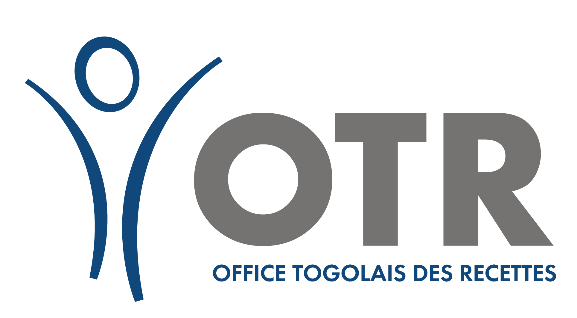 OTR
OFFICE TOGOLAIS DES RECETTES